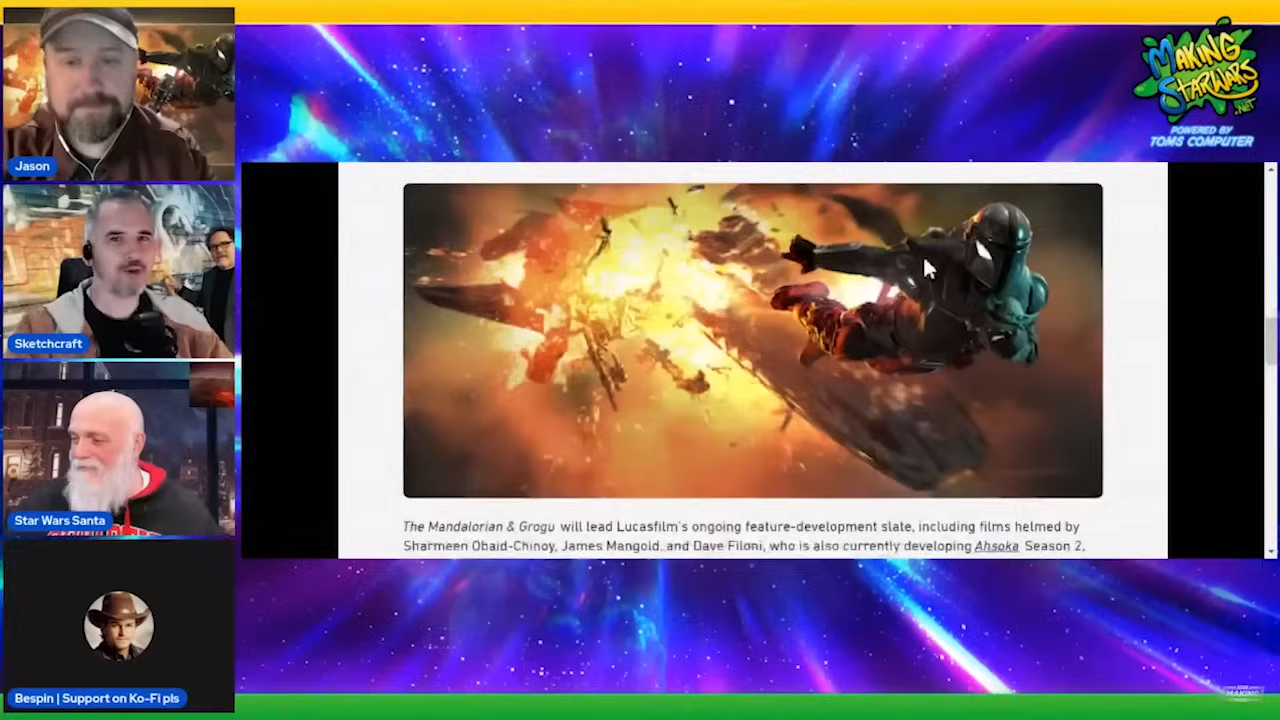 Jason
Sketchcraft
Star Wars Santa
Bespin | Support on Ko-Fi pls
MAKING
STARWARS
.NET
POWERED BY
TOMS COMPUTER
The Mandalorian & Grogu will lead Lucasfilm's ongoing feature-development slate, including films helmed by
Sharmeen Obaid-Chinoy, James Mangold, and Dave Filoni, who is also currently developing Ahsoka Season 2,
MAKING